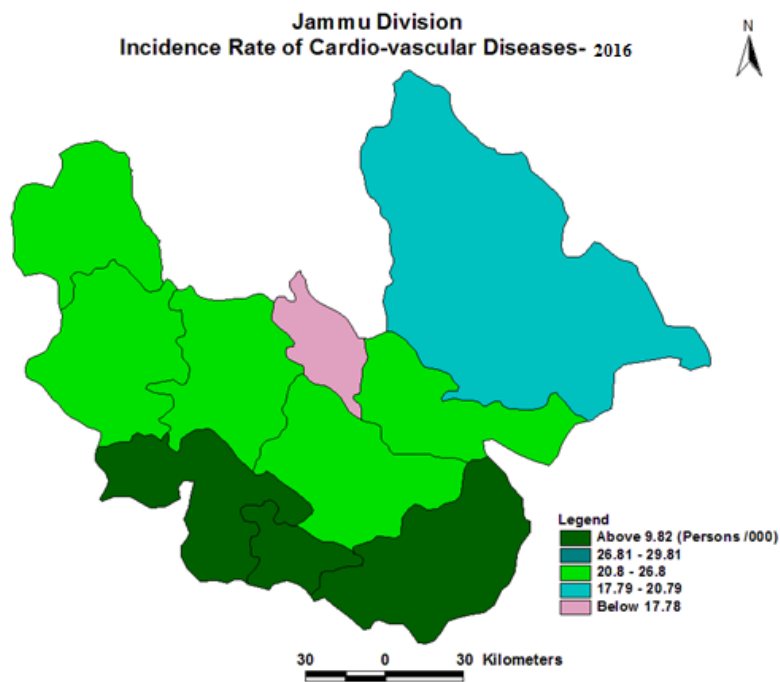 Jammu Division
Incidence Rate of Cardio-vascular Diseases- 2016
N
Legend
Above 9.82 (Persons /000)
26.81 - 29.81
20.8 - 26.8
17.79 - 20.79
Below 17.78
30 0 30 Kilometers